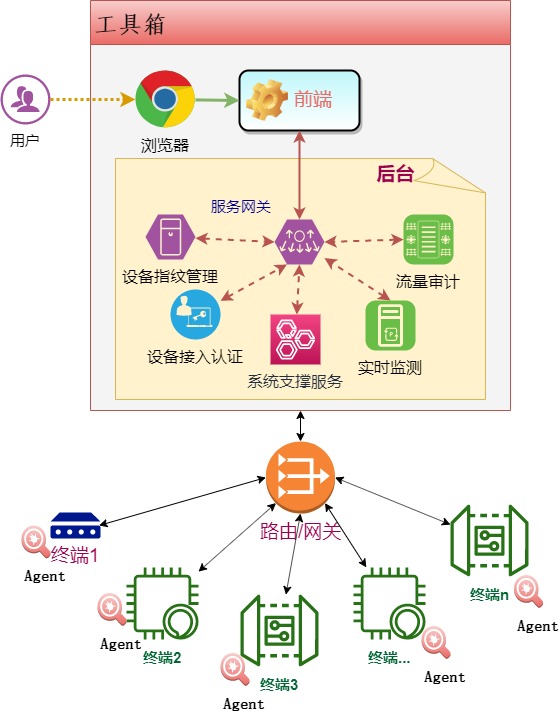 工具箱
用户
浏览器
前端
后台
服务网关
设备指纹管理
流量审计
设备接入认证
系统支撑服务
实时监测
路由/网关
终端1
Agent
终端n
Agent
Agent
终端2
终端3
Agent
终端...
Agent